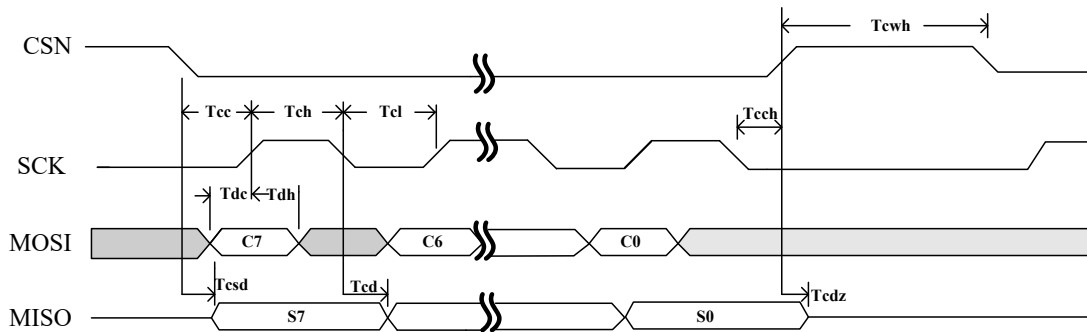 Tcwh
CSN
Tcc Tch Tcl Tcch
SCK
Tdc Tdh
MOSI C7 C6 C0
Tcsd Tcd Tcdz
MISO S7 S0